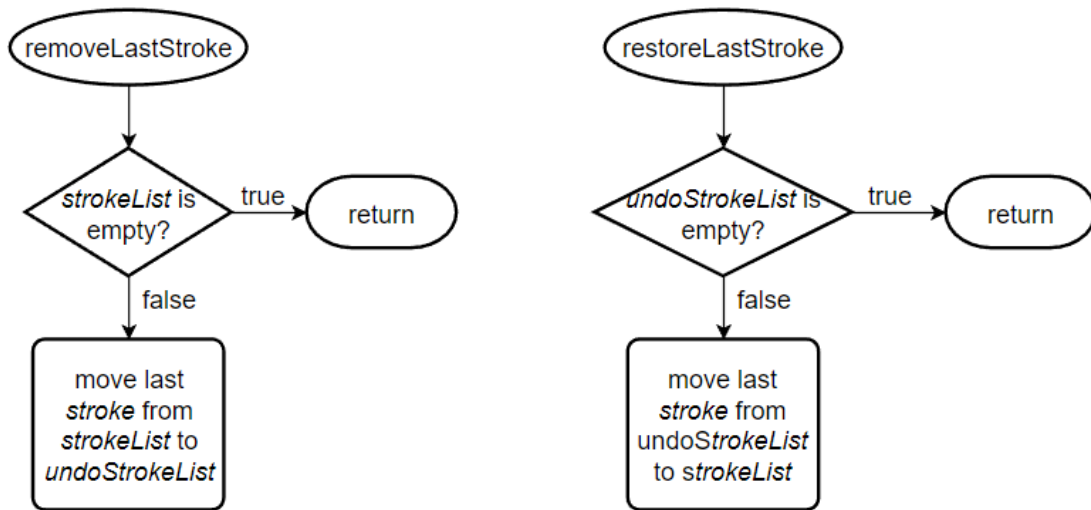 removeLastStroke
strokeList is
empty?
true
return
false
move last
stroke from
strokeList to
undoStrokeList
restoreLastStroke
undoStrokeList is
empty?
true
return
false
move last
stroke from
undoStrokeList
to strokeList